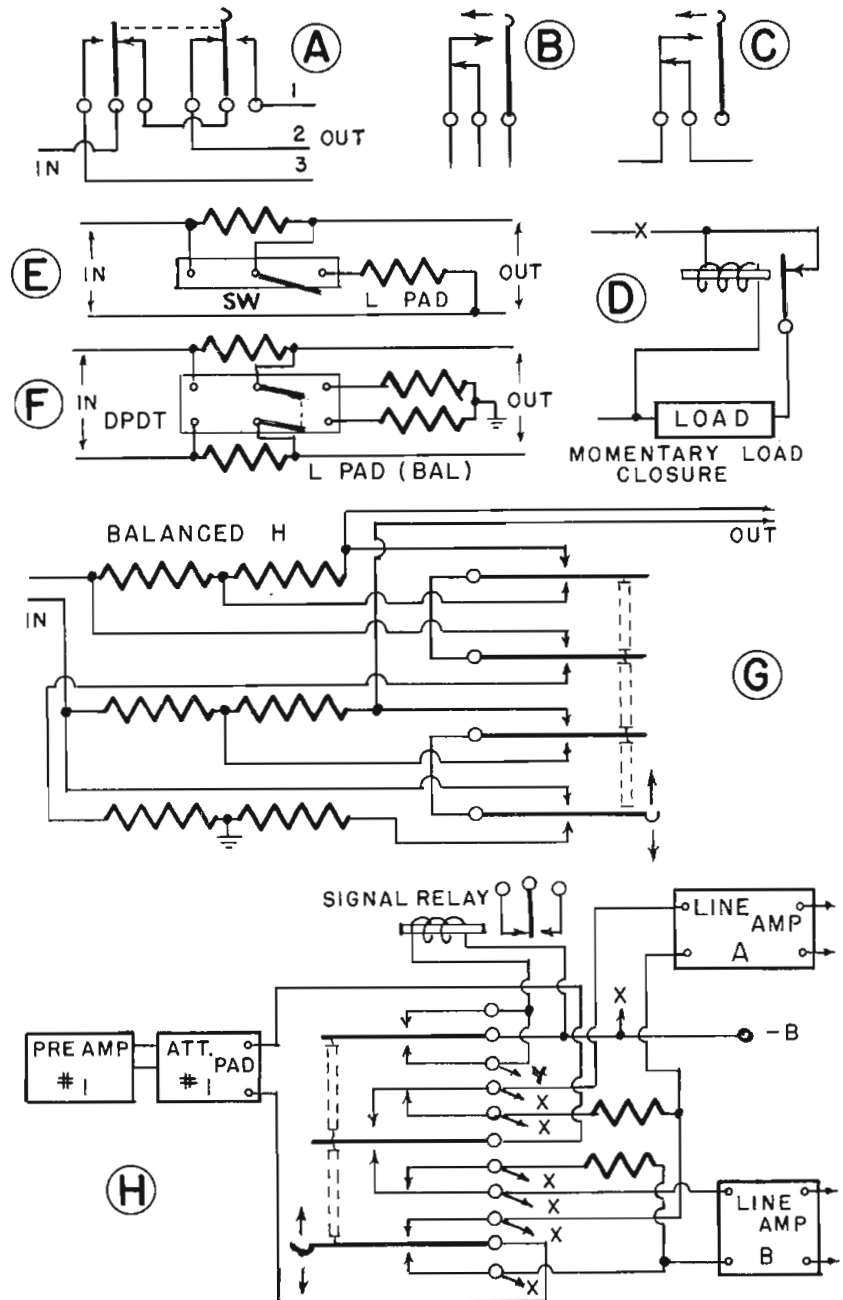 A
B
C
1
2 OUT
3
IN
E
IN
OUT
SW
L PAD
X
D
LOAD
MOMENTARY LOAD
CLOSURE
F
IN
DPDT
OUT
L PAD (BAL)
BALANCED H
OUT
IN
G
SIGNAL RELAY
LINE
AMP
A
X
-B
PRE AMP
# 1
ATT.
PAD
# 1
Y
X
X
H
X
X
X
X
LINE
AMP
B